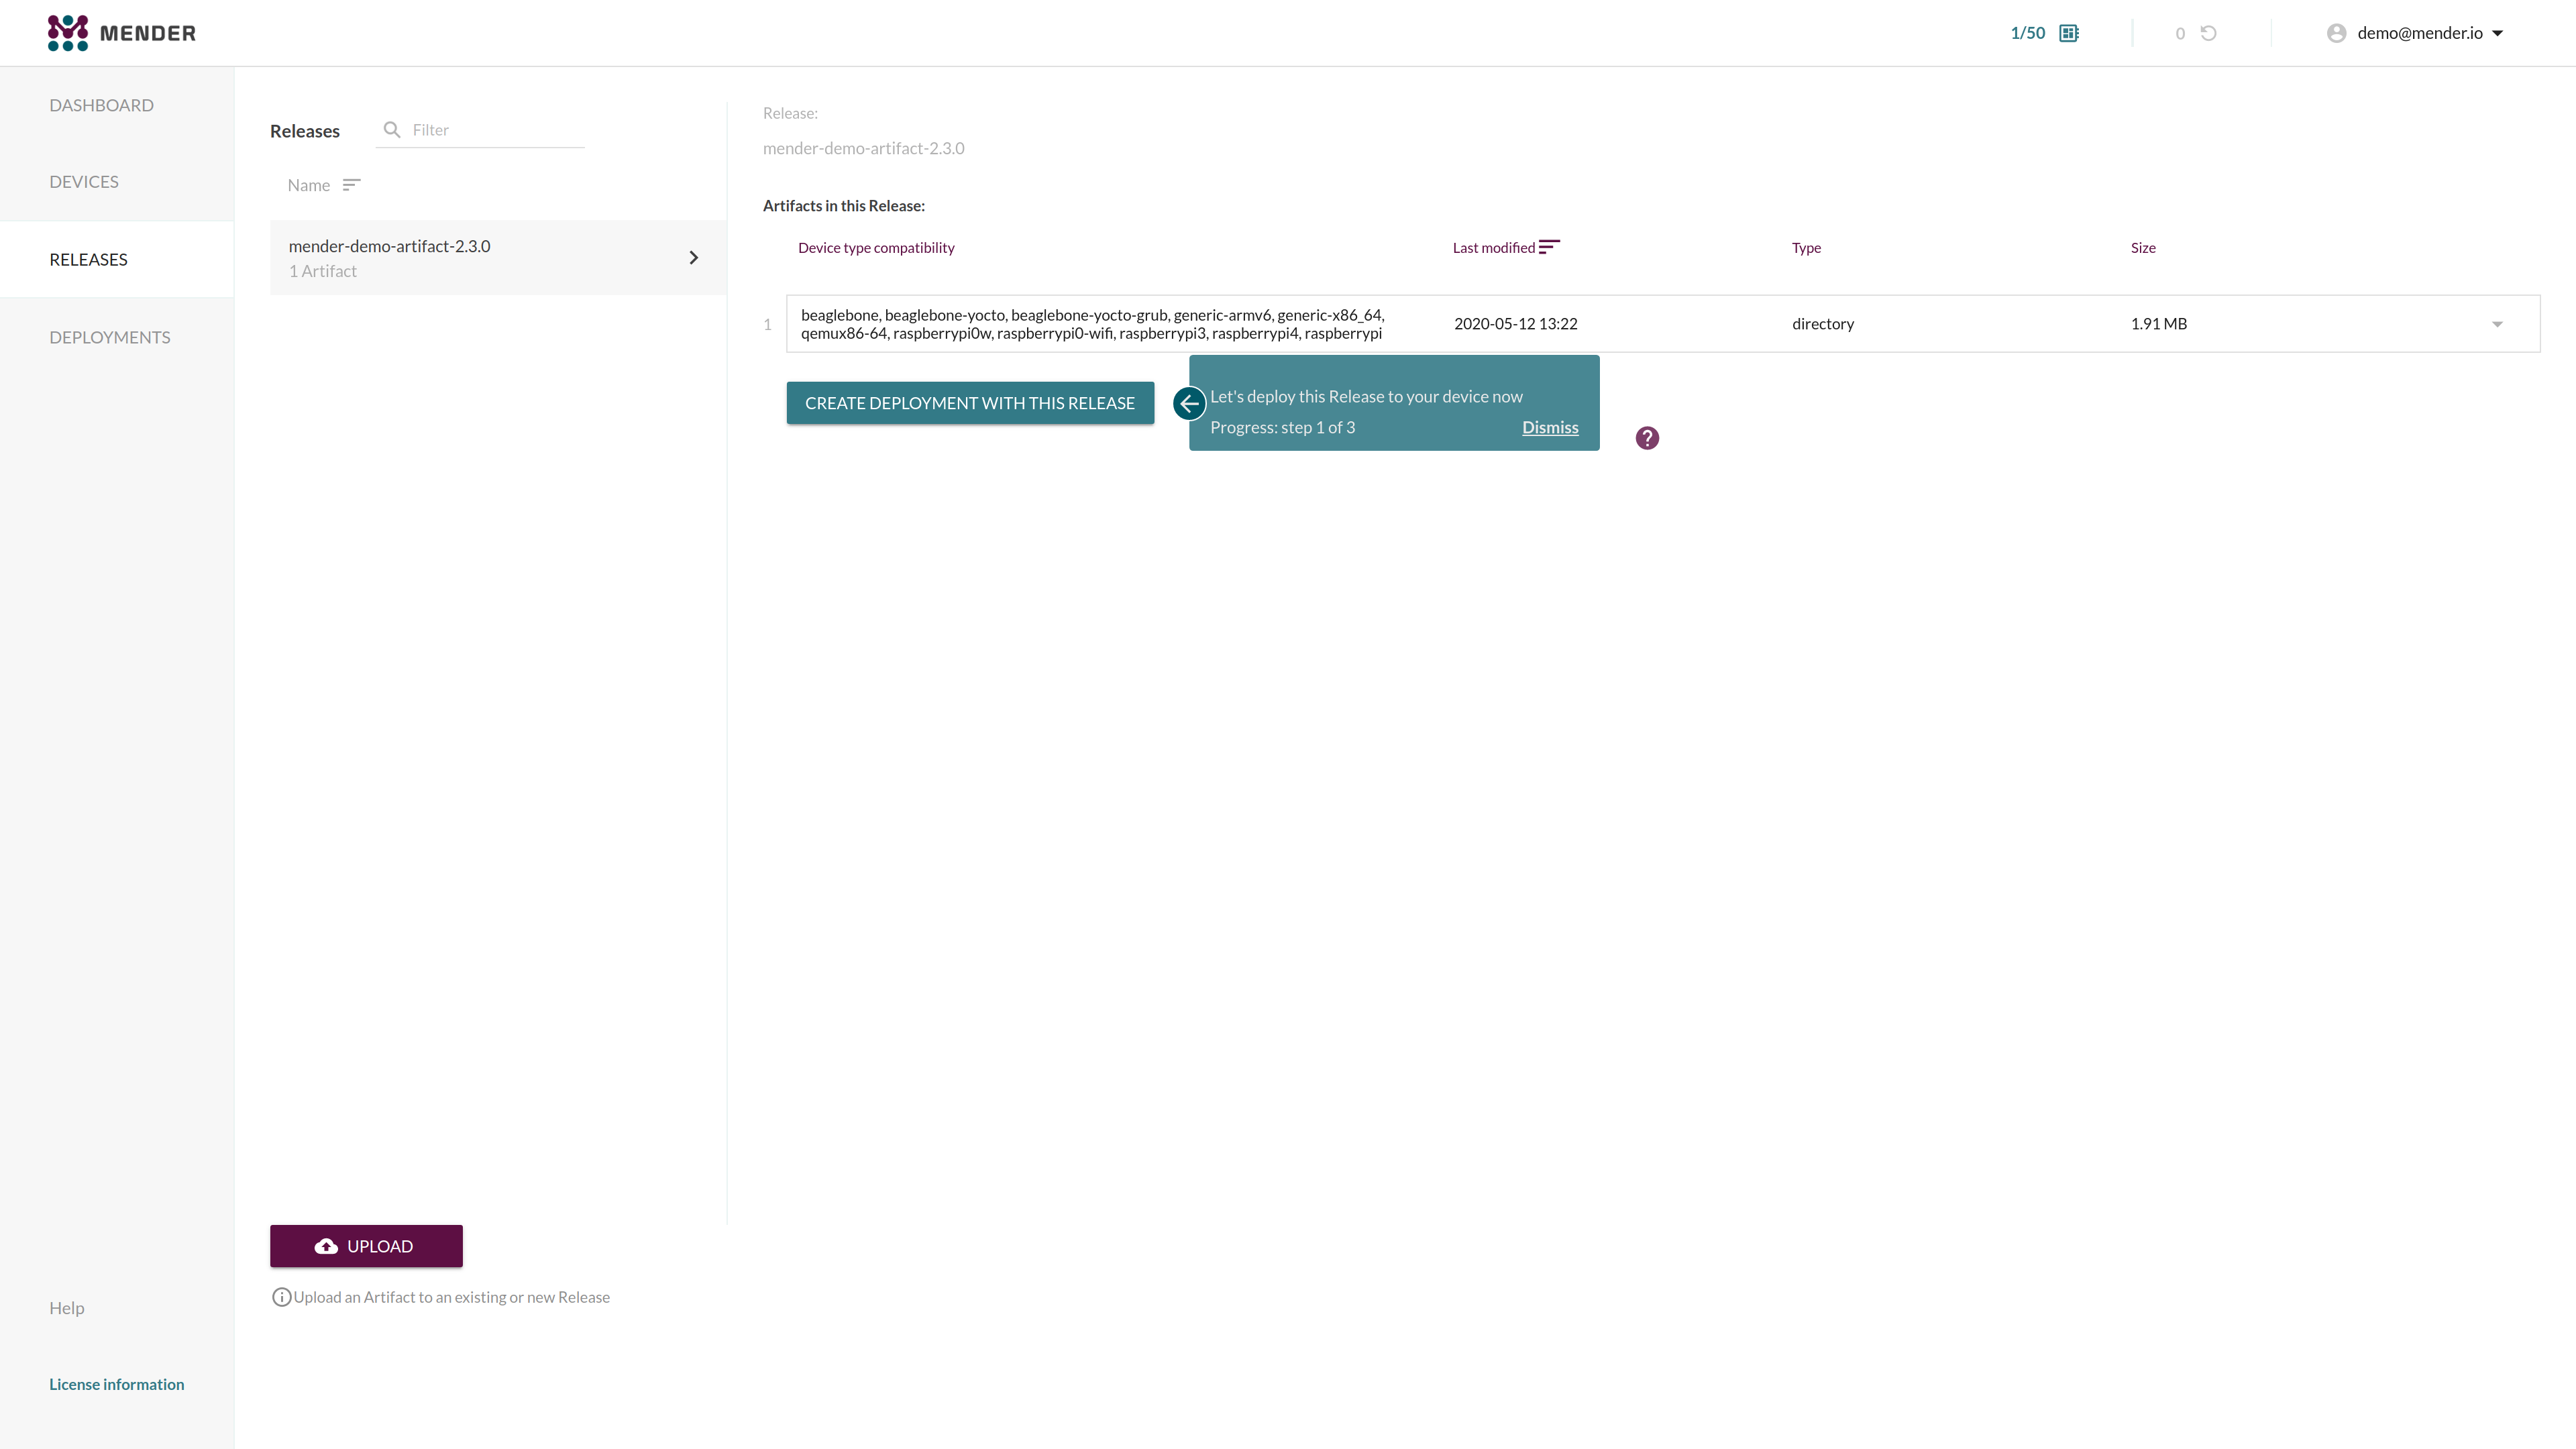 MENDER
1/50
0
demo@mender.io
DASHBOARD
DEVICES
RELEASES
DEPLOYMENTS
Help
License information
Releases
Filter
Name
mender-demo-artifact-2.3.0
1 Artifact
UPLOAD
Upload an Artifact to an existing or new Release
Release:
mender-demo-artifact-2.3.0
Artifacts in this Release:
Device type compatibility Last modified Type Size
1
beaglebone, beaglebone-yocto, beaglebone-yocto-grub, generic-armv6, generic-x86_64,
qemux86-64, raspberrypi0w, raspberrypi0-wifi, raspberrypi3, raspberrypi4, raspberrypi
2020-05-12 13:22
directory
1.91 MB
CREATE DEPLOYMENT WITH THIS RELEASE
Let's deploy this Release to your device now
Progress: step 1 of 3 Dismiss
?